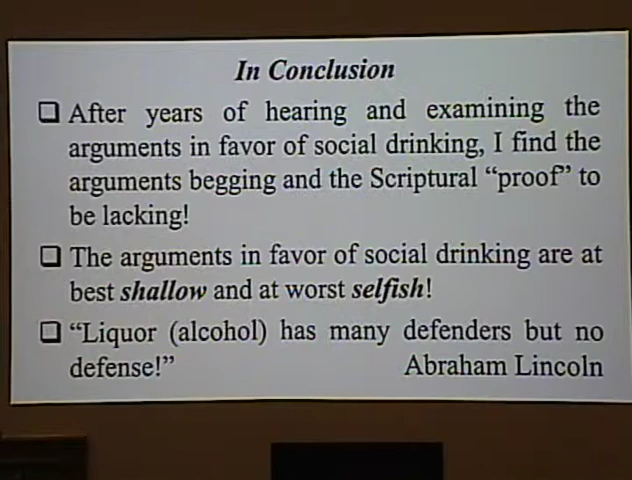 In Conclusion
❑ After years of hearing and examining the
arguments in favor of social drinking, I find the
arguments begging and the Scriptural “proof” to
be lacking!
❑ The arguments in favor of social drinking are at
best shallow and at worst selfish!
❑ “Liquor (alcohol) has many defenders but no
defense!” Abraham Lincoln